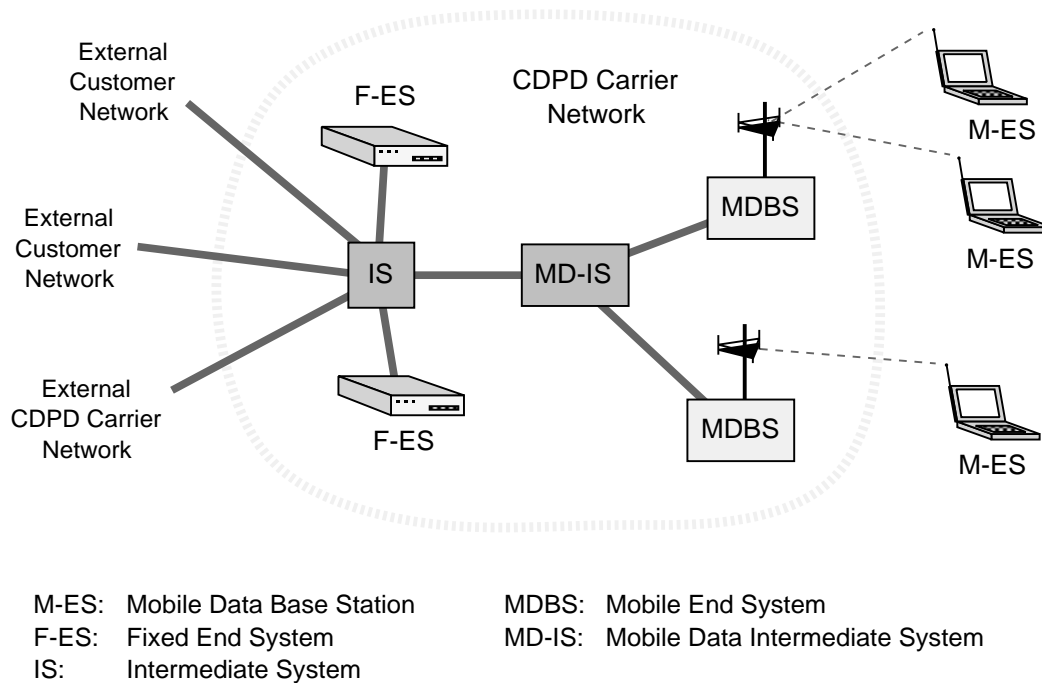 External
Customer
Network
F-ES
CDPD Carrier
Network
M-ES
External
Customer
Network
IS
MD-IS
MDBS
M-ES
External
CDPD Carrier
Network
F-ES
MDBS
M-ES
M-ES: Mobile Data Base Station
MDBS: Mobile End System
F-ES: Fixed End System
MD-IS: Mobile Data Intermediate System
IS: Intermediate System